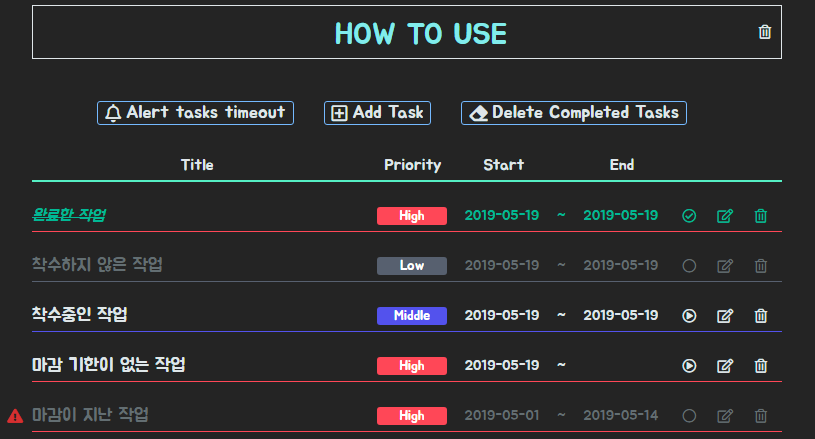 HOW TO USE
Alert tasks timeout Add Task Delete Completed Tasks
Title Priority Start End
완료한 작업 High 2019-05-19 ~ 2019-05-19
착수하지 않은 작업 Low 2019-05-19 ~ 2019-05-19
착수중인 작업 Middle 2019-05-19 ~ 2019-05-19
마감 기한이 없는 작업 High 2019-05-19 ~
마감이 지난 작업 High 2019-05-01 ~ 2019-05-14